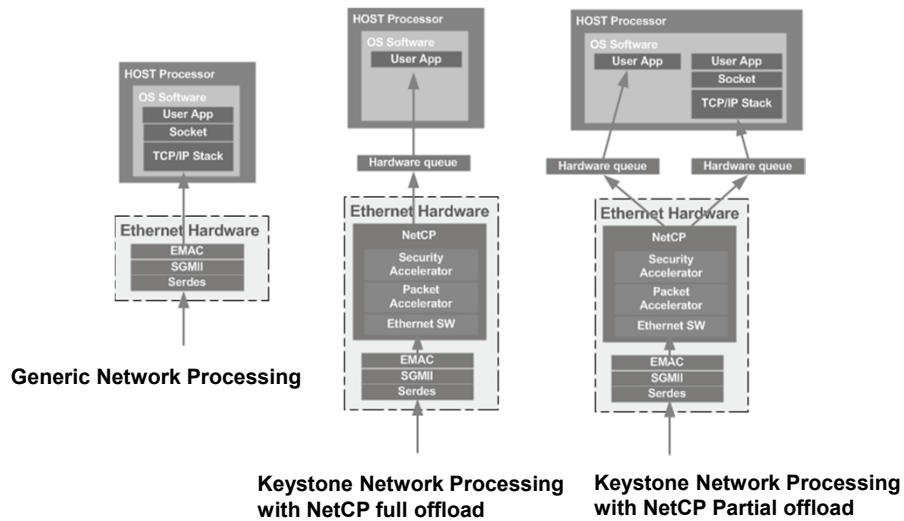 HOST Processor
OS Software
User App
Socket
TCP/IP Stack
Ethernet Hardware
EMAC
SGMII
Serdes
Generic Network Processing
HOST Processor
OS Software
User App
Hardware queue
Ethernet Hardware
NetCP
Security
Accelerator
Packet
Accelerator
Ethernet SW
EMAC
SGMII
Serdes
Keystone Network Processing
with NetCP full offload
HOST Processor
OS Software
User App
User App
Socket
TCP/IP Stack
Hardware queue
Hardware queue
Ethernet Hardware
NetCP
Security
Accelerator
Packet
Accelerator
Ethernet SW
EMAC
SGMII
Serdes
Keystone Network Processing
with NetCP Partial offload